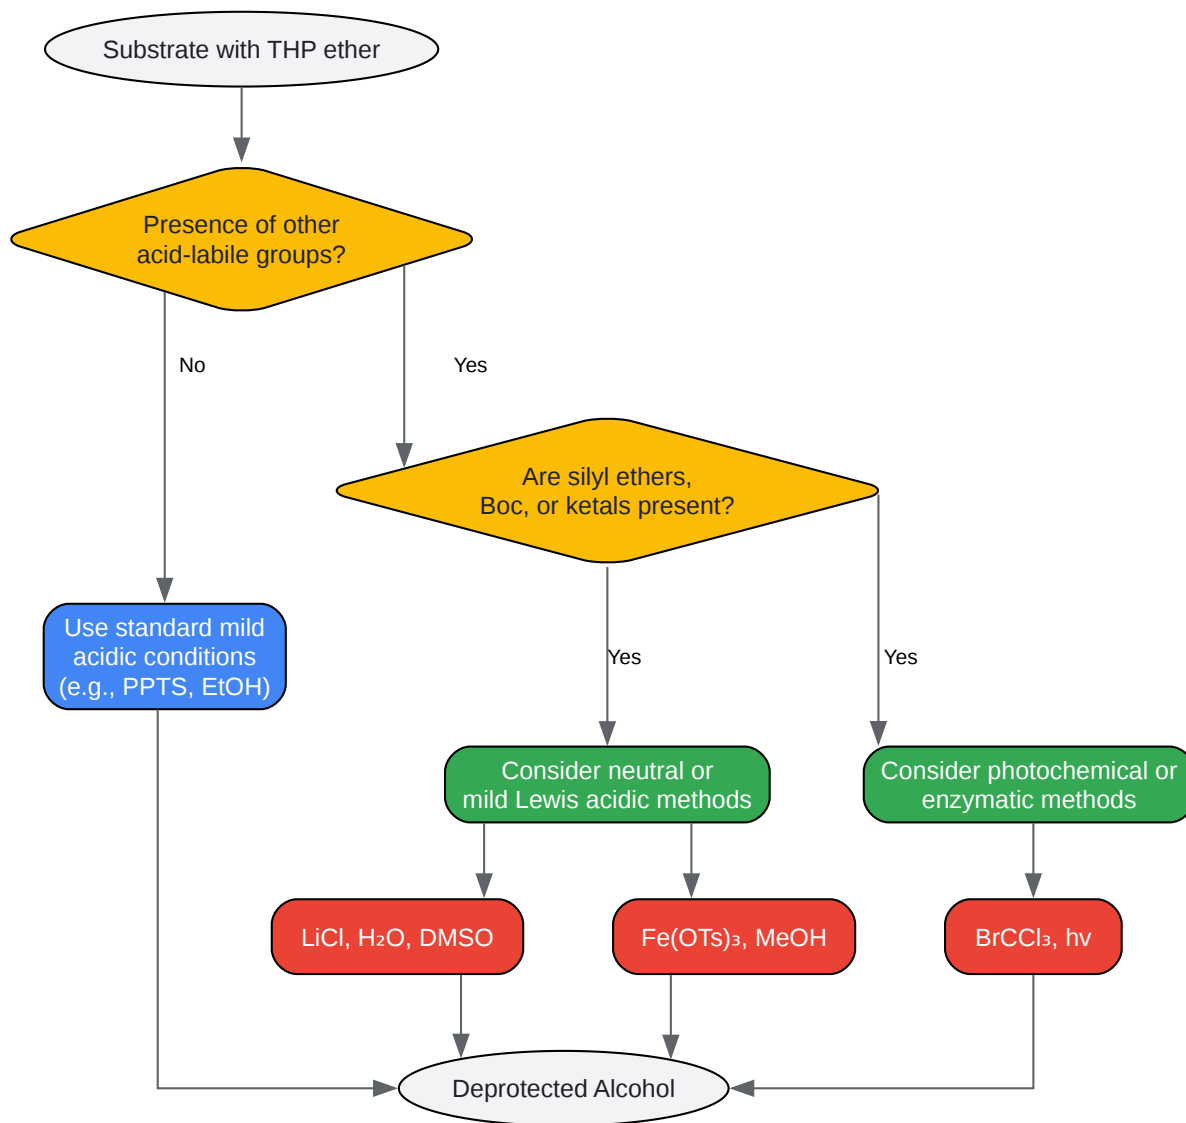 Substrate with THP ether
Presence of other
acid-labile groups?
No
Yes
Are silyl ethers,
Boc, or ketals present?
Use standard mild
acidic conditions
(e.g., PPTS, EtOH)
Yes
Yes
Consider neutral or
mild Lewis acidic methods
Consider photochemical or
enzymatic methods
LiCl, H₂O, DMSO
Fe(OTs)₃, MeOH
BrCCl₃, hv
Deprotected Alcohol